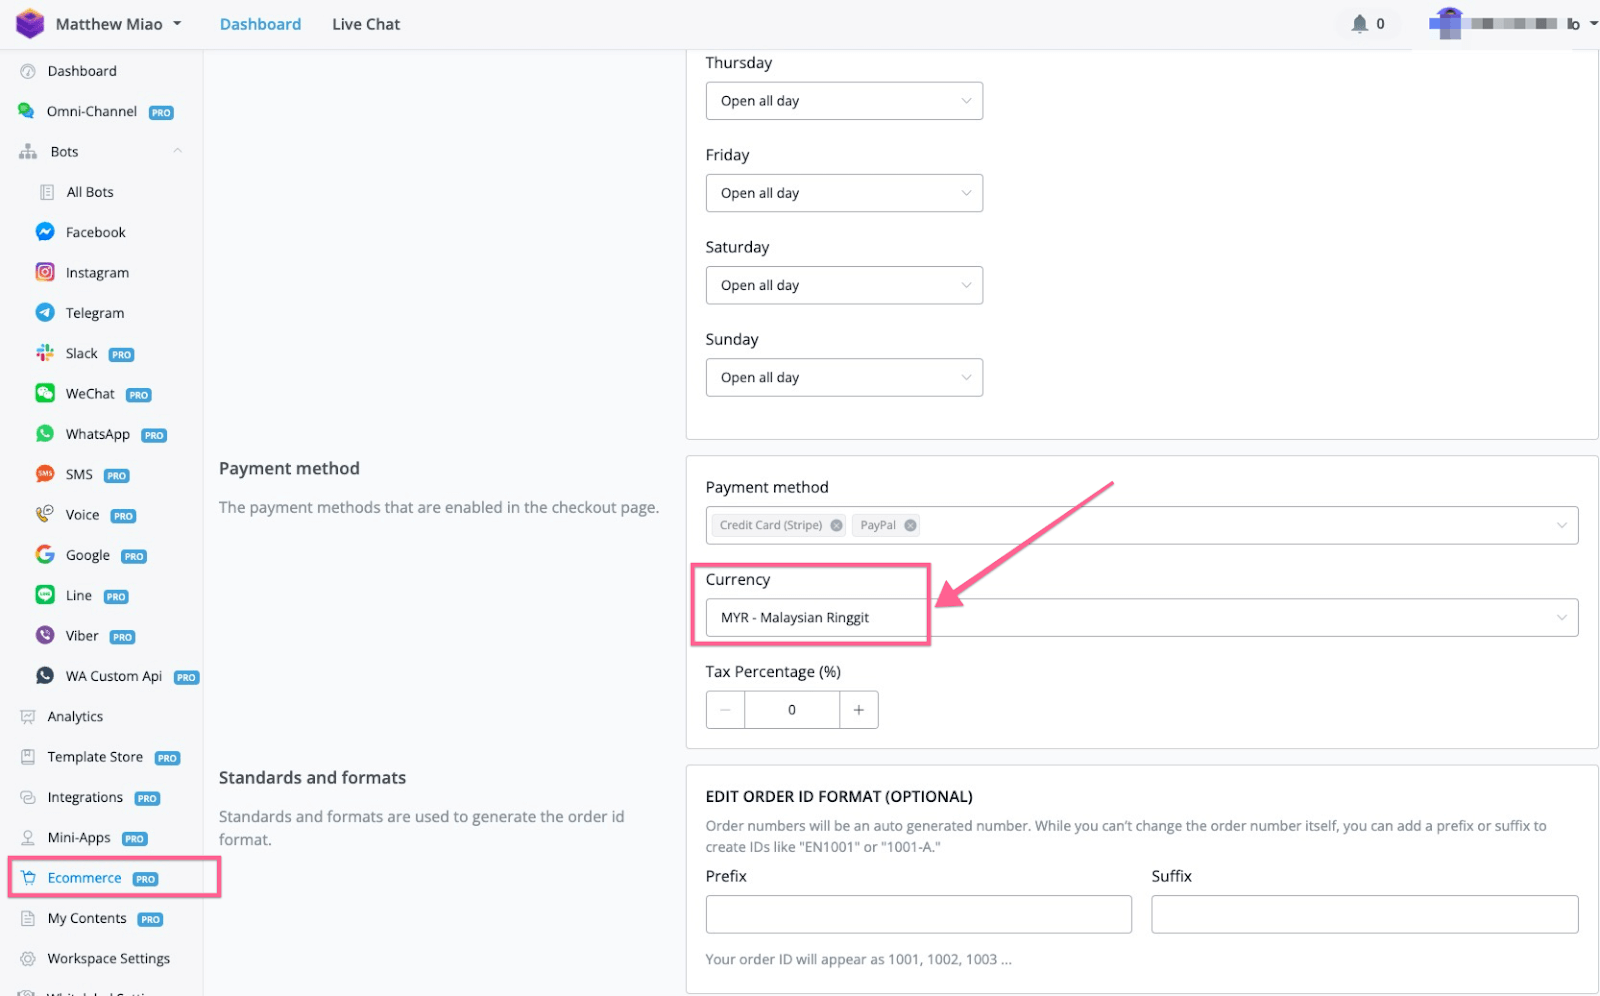 Matthew Miao
Dashboard
Live Chat
0
lo
Dashboard
Omni-Channel PRO
Bots
All Bots
Facebook
Instagram
Telegram
Slack PRO
WeChat PRO
WhatsApp PRO
SMS SMS PRO
Voice PRO
Google PRO
Line PRO
Viber PRO
WA Custom Api PRO
Analytics
Template Store PRO
Integrations PRO
Mini-Apps PRO
Ecommerce PRO
My Contents PRO
Workspace Settings
Thursday
Open all day
Friday
Open all day
Saturday
Open all day
Sunday
Open all day
Payment method
The payment methods that are enabled in the checkout page.
Payment method
Credit Card (Stripe) PayPal
Currency
MYR - Malaysian Ringgit
Tax Percentage (%)
− 0 +
Standards and formats
Standards and formats are used to generate the order id
format.
EDIT ORDER ID FORMAT (OPTIONAL)
Order numbers will be an auto generated number. While you can't change the order number itself, you can add a prefix or suffix to
create IDs like "EN1001" or "1001-A."
Prefix
Suffix
Your order ID will appear as 1001, 1002, 1003 ...